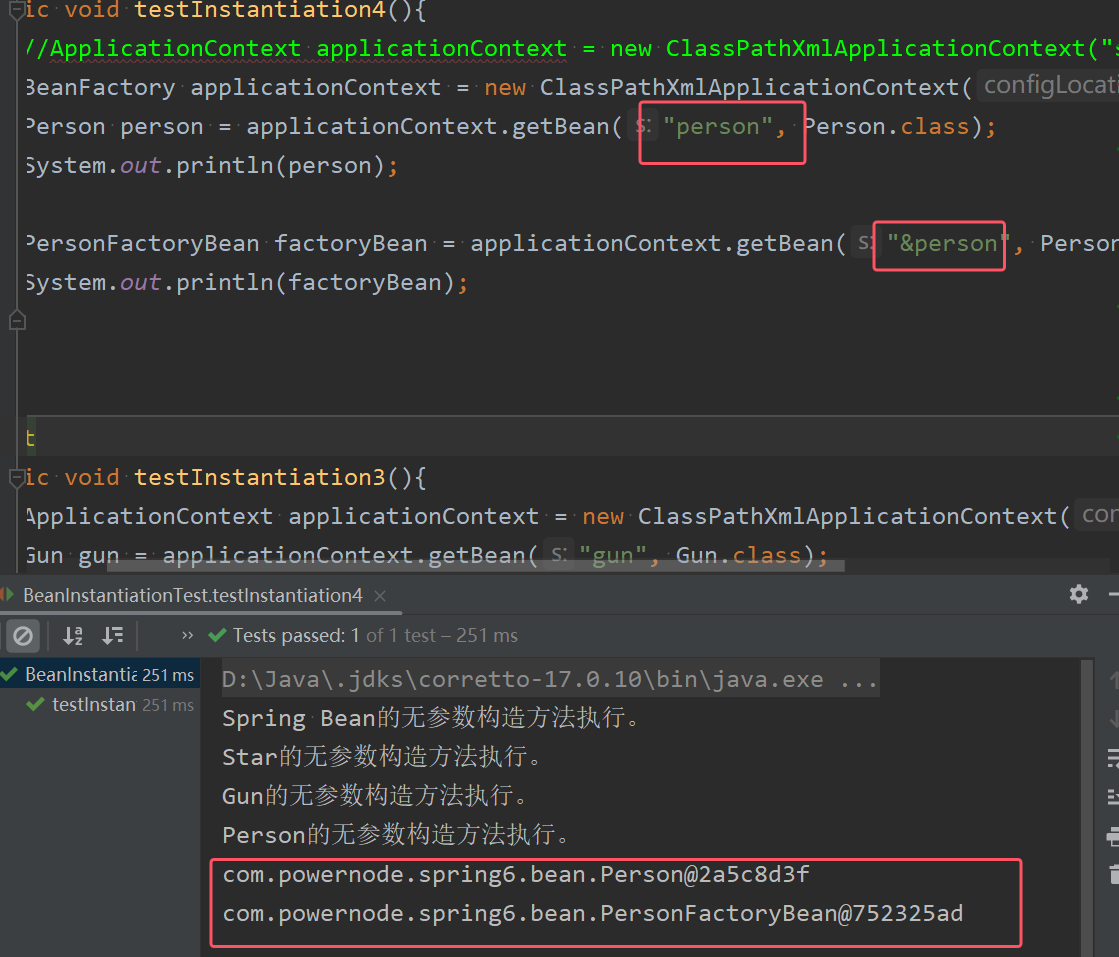 ic void testInstantiation4(){
//ApplicationContext applicationContext = new ClassPathXmlApplicationContext("s
BeanFactory applicationContext = new ClassPathXmlApplicationContext( configLocati
Person person = applicationContext.getBean( s: "person", Person.class);
System.out.println(person);
PersonFactoryBean factoryBean = applicationContext.getBean( s: "&person", Person
System.out.println(factoryBean);
t
ic void testInstantiation3(){
ApplicationContext applicationContext = new ClassPathXmlApplicationContext( con
Gun gun = applicationContext.getBean( s: "gun", Gun.class);
BeanInstantiationTest.testInstantiation4
Tests passed: 1 of 1 test – 251 ms
BeanInstantia 251 ms
testInstan 251 ms
D:\Java\.jdks\corretto-17.0.10\bin\java.exe ...
Spring Bean的无参数构造方法执行。
Star的无参数构造方法执行。
Gun的无参数构造方法执行。
Person的无参数构造方法执行。
com.powernode.spring6.bean.Person@2a5c8d3f
com.powernode.spring6.bean.PersonFactoryBean@752325ad